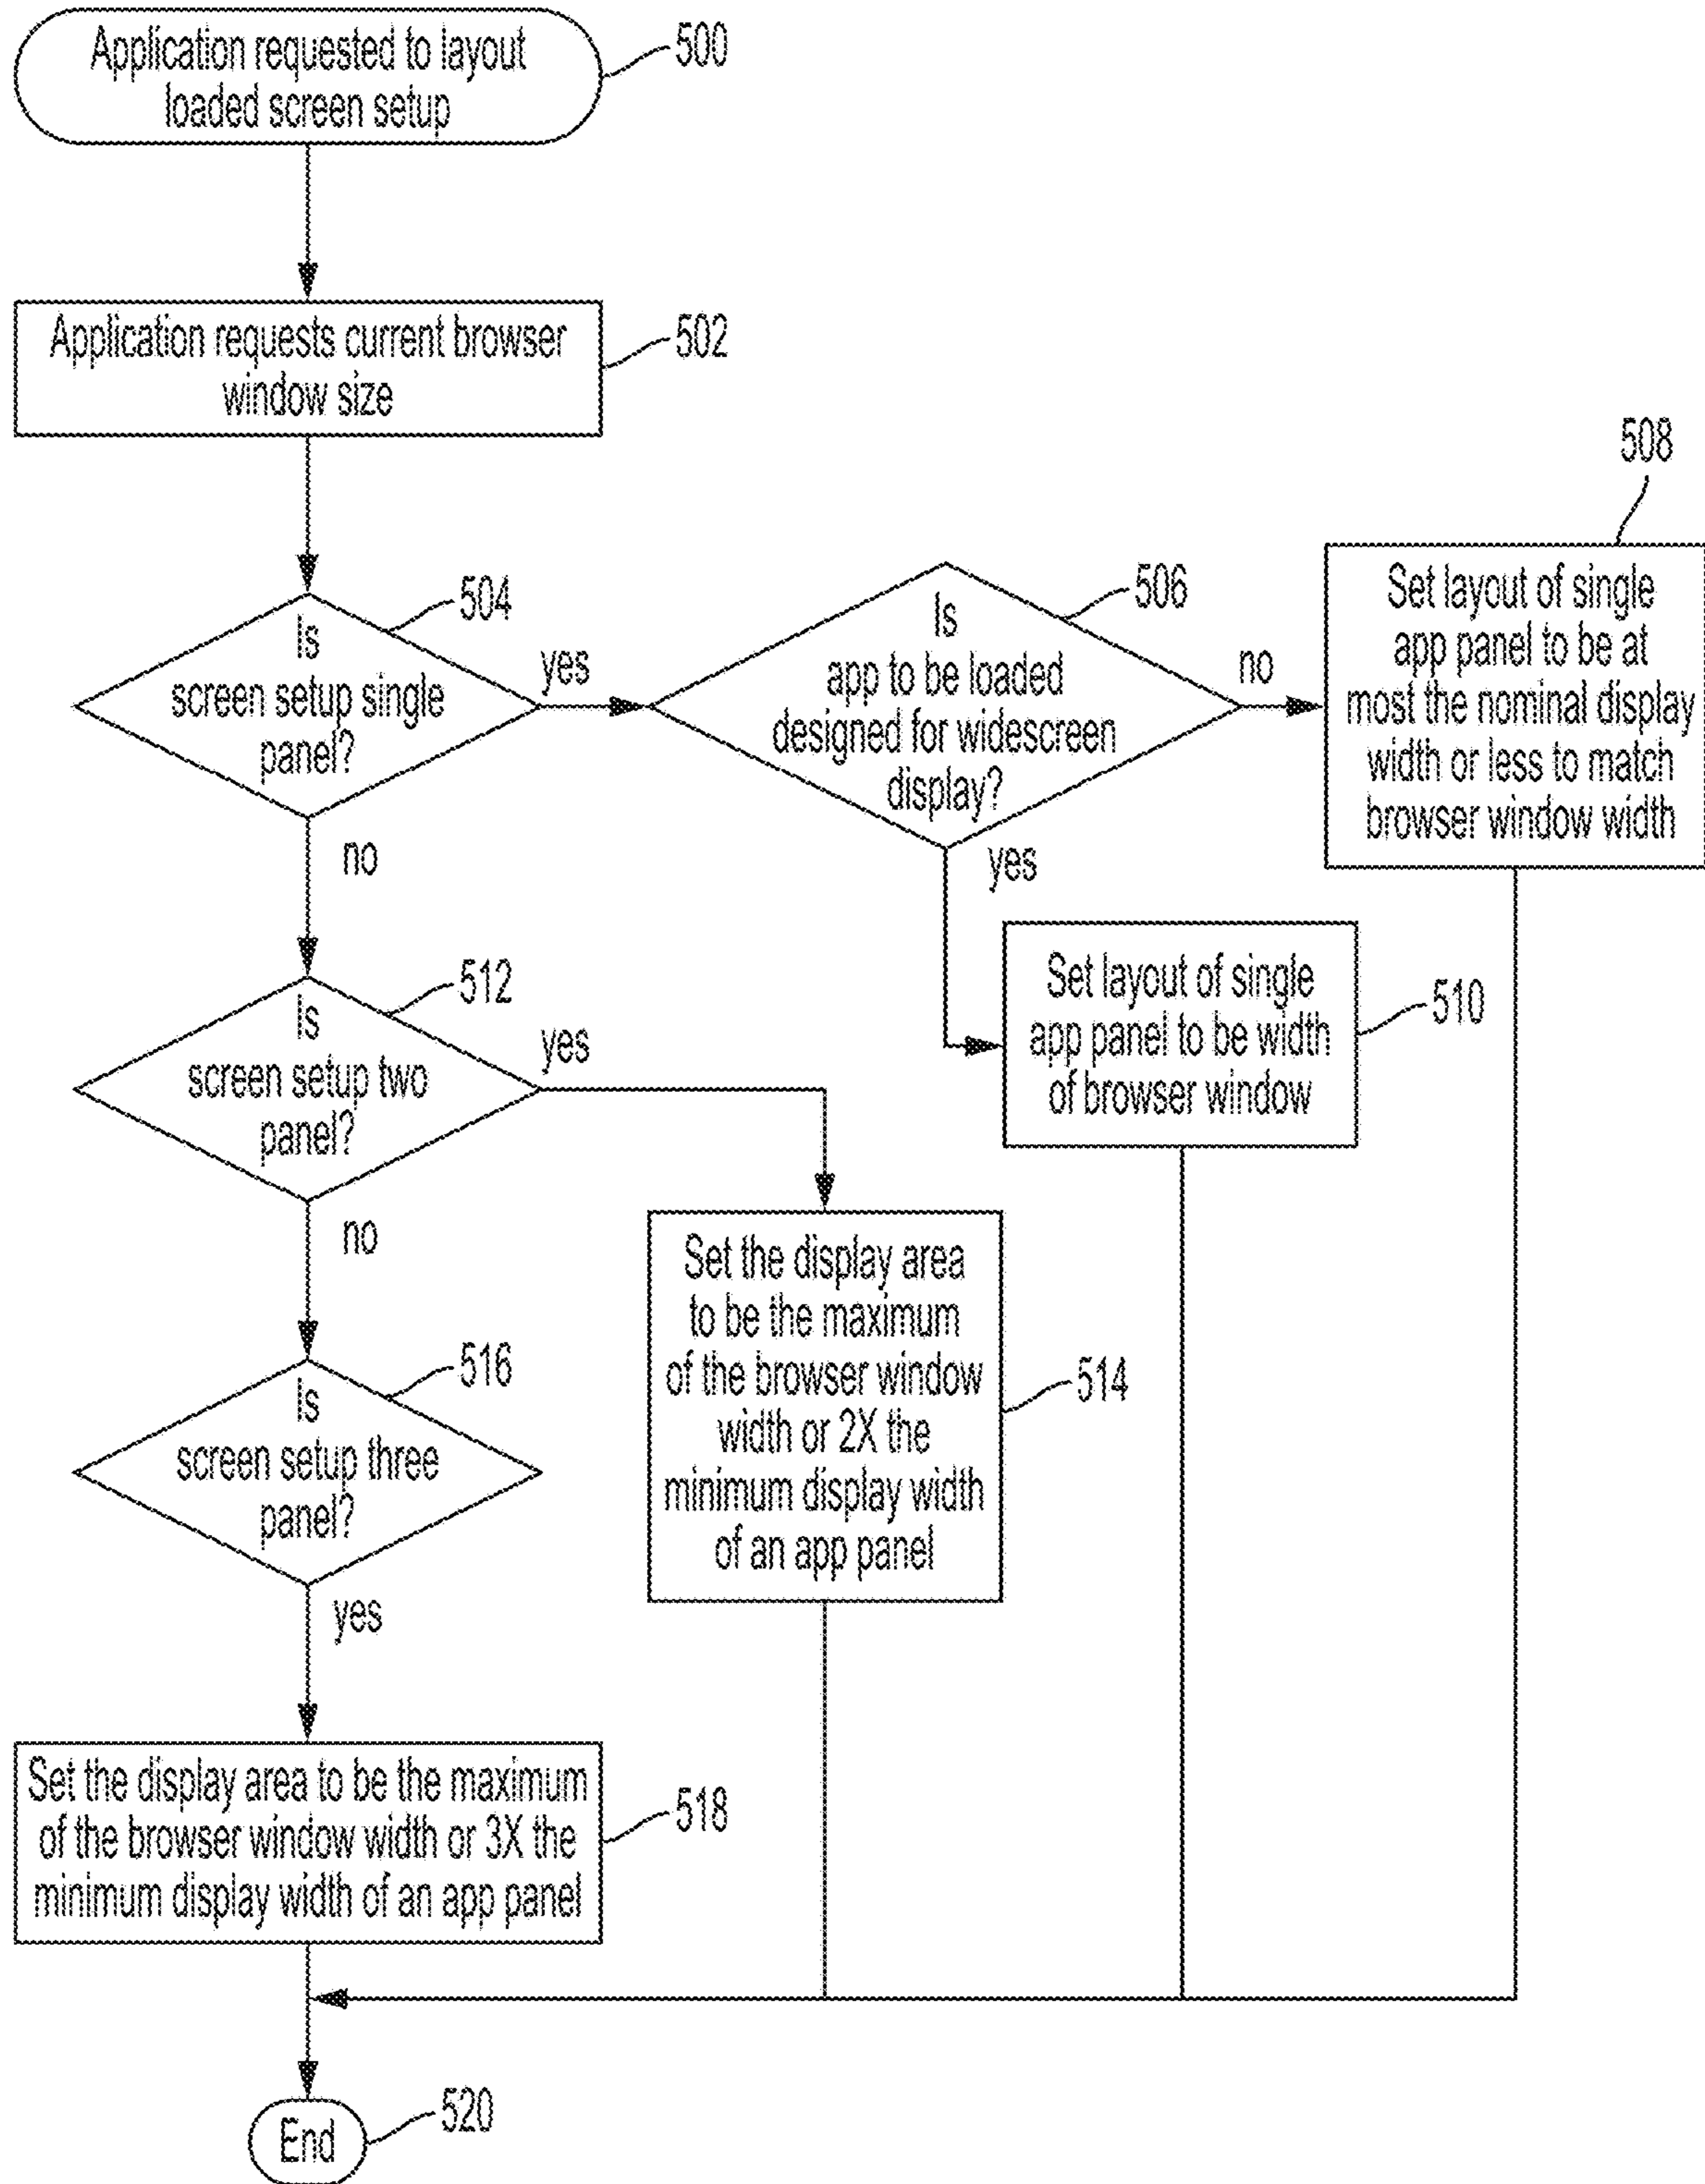 Application requested to layout
loaded screen setup
500
Application requests current browser
window size
502
Is
screen setup single
panel?
504
yes
no
Is
app to be loaded
designed for widescreen
display?
506
no
yes
508
Set layout of single
app panel to be at
most the nominal display
width or less to match
browser window width
Set layout of single
app panel to be width
of browser window
510
Is
screen setup two
panel?
512
yes
no
Set the display area
to be the maximum
of the browser window
width or 2X the
minimum display width
of an app panel
514
Is
screen setup three
panel?
516
yes
Set the display area to be the maximum
of the browser window width or 3X the
minimum display width of an app panel
518
End
520